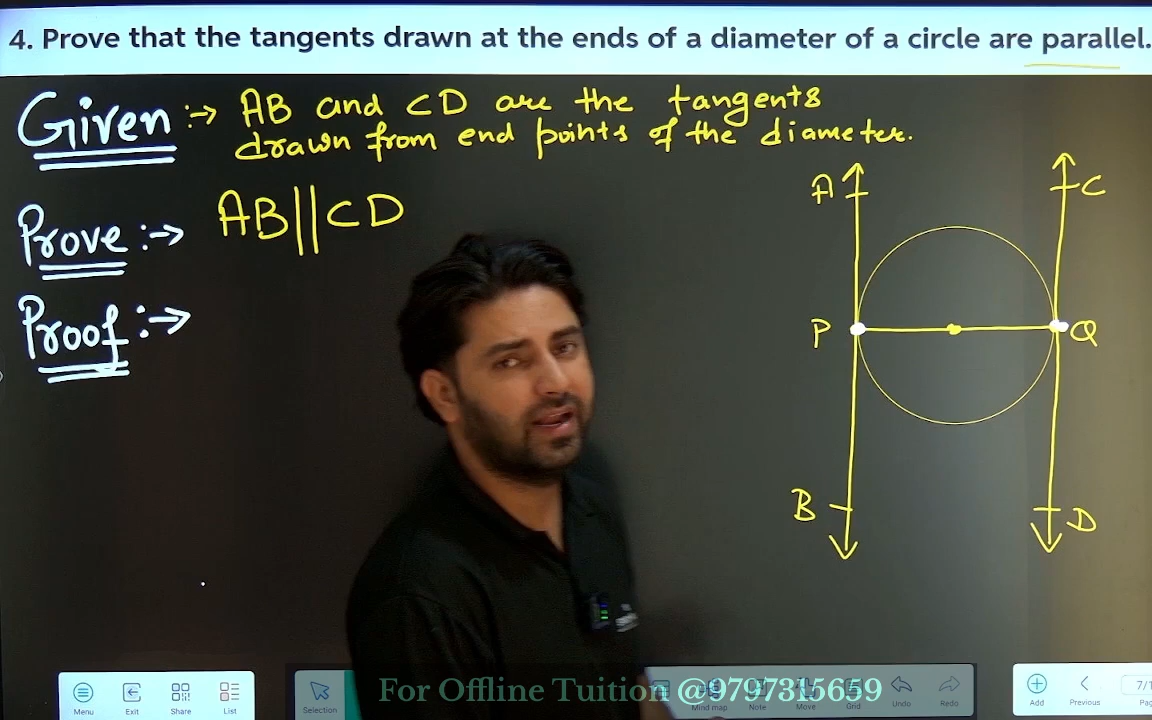 4. Prove that the tangents drawn at the ends of a diameter of a circle are parallel.
Given :→ AB and CD are the tangents
drawn from end points of the diameter.
Prove :→ AB||CD
Proof :→
A
C
P
Q
B
D
Menu
Exit
Share
List
Selection
For Offline Tuition @9797315659
Mind map
Note
Move
Grid
Undo
Redo
Add
Previous